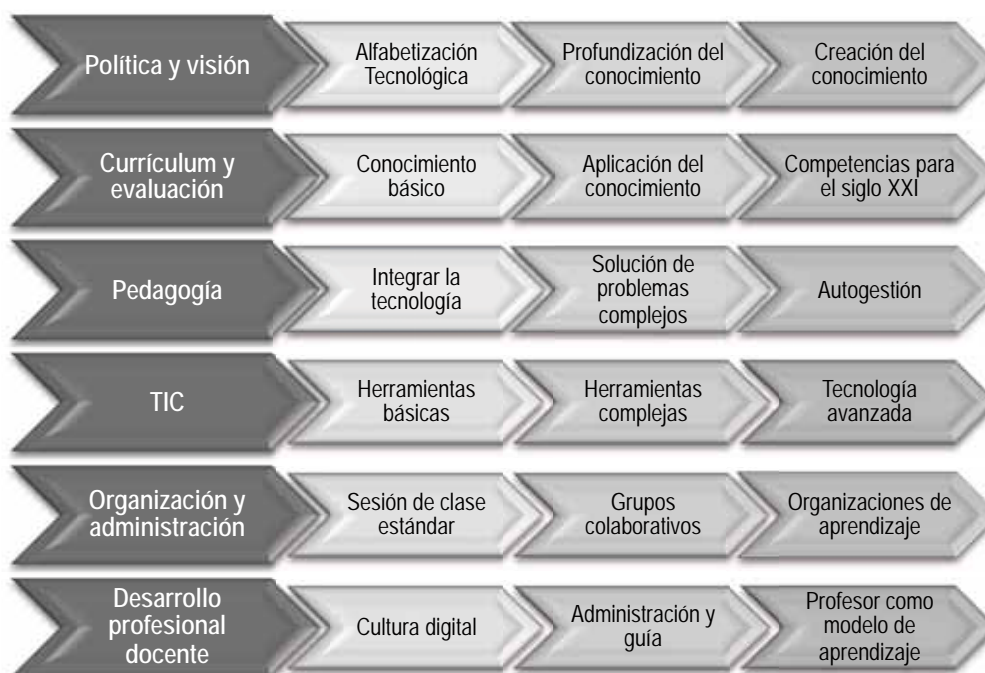 Política y visión
Alfabetización
Tecnológica
Profundización del
conocimiento
Creación del
conocimiento
Currículum y
evaluación
Conocimiento
básico
Aplicación del
conocimiento
Competencias para
el siglo XXI
Pedagogía
Integrar la
tecnología
Solución de
problemas
complejos
Autogestión
TIC
Herramientas
básicas
Herramientas
complejas
Tecnología
avanzada
Organización y
administración
Sesión de clase
estándar
Grupos
colaborativos
Organizaciones de
aprendizaje
Desarrollo
profesional
docente
Cultura digital
Administración y
guía
Profesor como
modelo de
aprendizaje